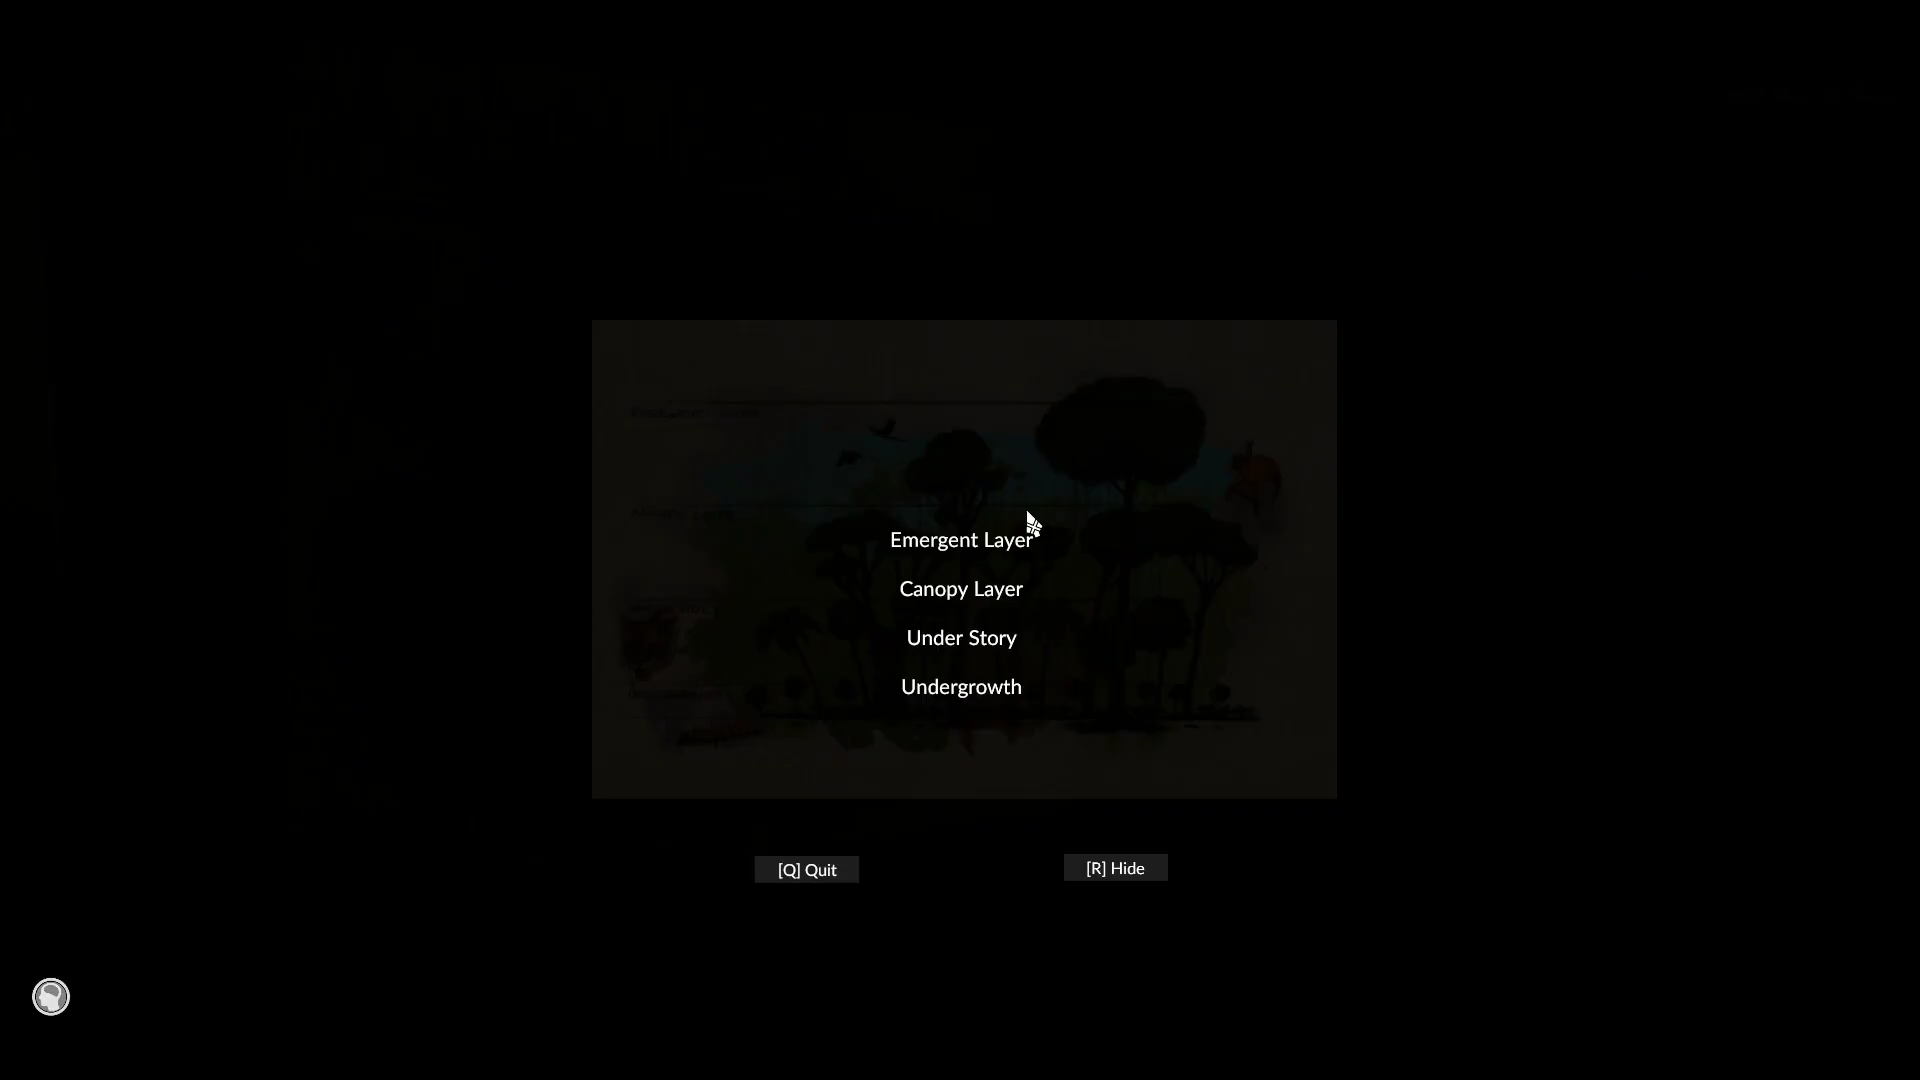 Emergent Layer
Canopy Layer
Under Story
Undergrowth
[Q] Quit
[R] Hide